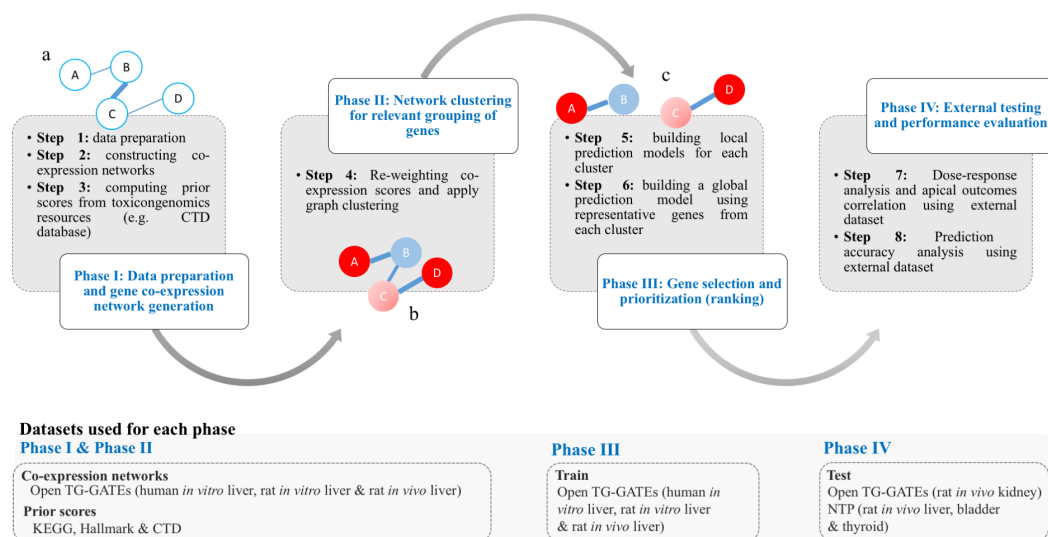 a
A
B
C
D
• Step 1: data preparation
• Step 2: constructing co-
expression networks
• Step 3: computing prior
scores from toxicongenomics
resources (e.g. CTD
database)
Phase I: Data preparation
and gene co-expression
network generation
Phase II: Network clustering
for relevant grouping of
genes
• Step 4: Re-weighting co-
expression scores and apply
graph clustering
A
B
C
D
b
c
A
B
C
D
• Step 5: building local
prediction models for each
cluster
• Step 6: building a global
prediction model using
representative genes from
each cluster
Phase III: Gene selection and
prioritization (ranking)
Phase IV: External testing
and performance evaluation
• Step 7: Dose-response
analysis and apical outcomes
correlation using external
dataset
• Step 8: Prediction
accuracy analysis using
external dataset
Datasets used for each phase
Phase I & Phase II
Co-expression networks
Open TG-GATEs (human in vitro liver, rat in vitro liver & rat in vivo liver)
Prior scores
KEGG, Hallmark & CTD
Phase III
Train
Open TG-GATEs (human in
vitro liver, rat in vitro liver
& rat in vivo liver)
Phase IV
Test
Open TG-GATEs (rat in vivo kidney)
NTP (rat in vivo liver, bladder
& thyroid)